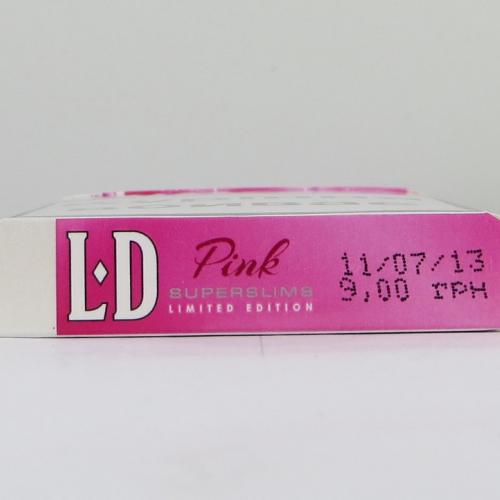 L·D
Pink
SUPERSLIMS
LIMITED EDITION
11/07/13
9,00 грн